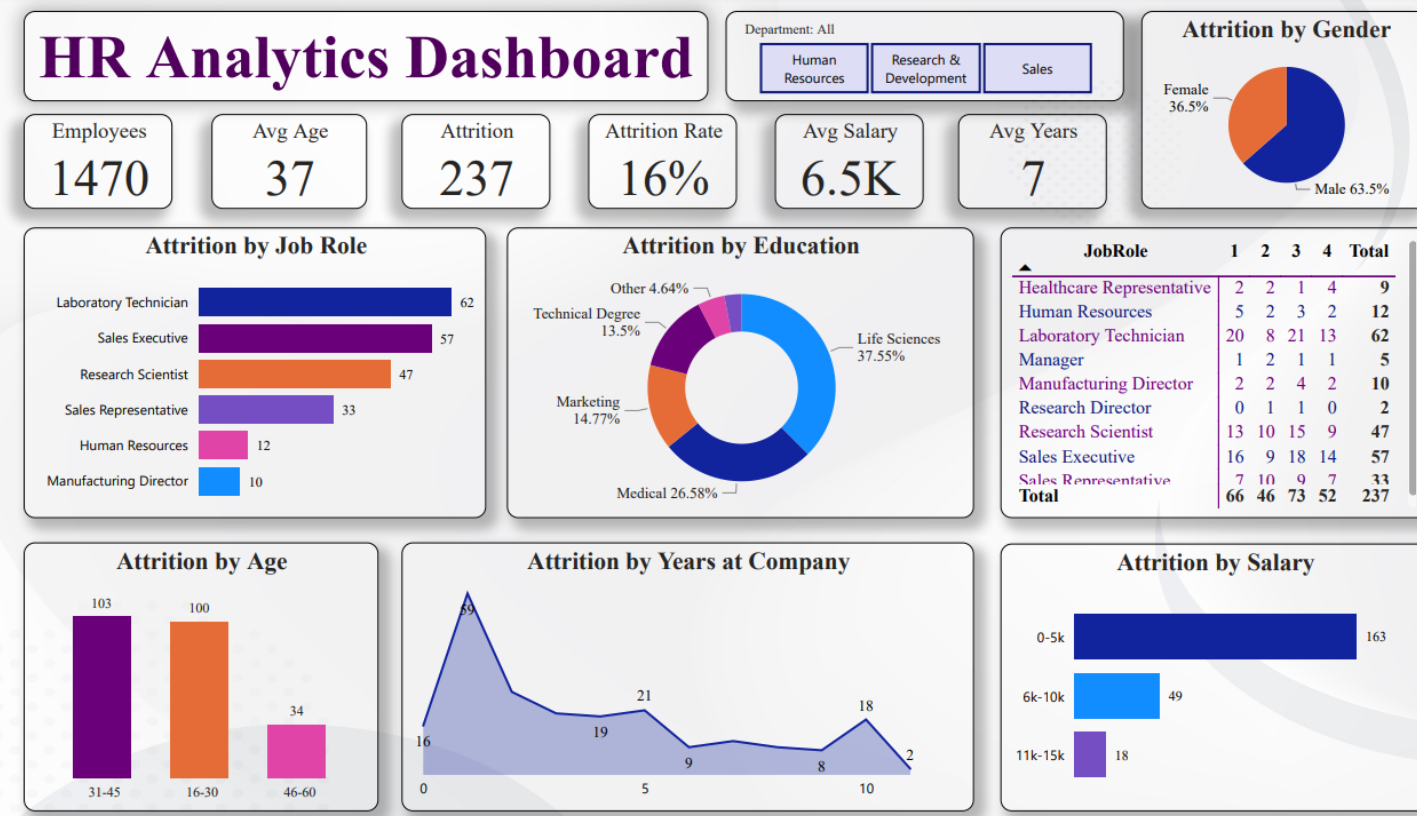 HR Analytics Dashboard
Department: All
Human
Resources
Research &
Development
Sales
Attrition by Gender
Female
36.5%
Male 63.5%
Employees
1470
Avg Age
37
Attrition
237
Attrition Rate
16%
Avg Salary
6.5K
Avg Years
7
Attrition by Job Role
Laboratory Technician 62
Sales Executive 57
Research Scientist 47
Sales Representative 33
Human Resources 12
Manufacturing Director 10
Attrition by Education
Other 4.64%
Technical Degree
13.5%
Life Sciences
37.55%
Marketing
14.77%
Medical 26.58%
JobRole 1 2 3 4 Total
Healthcare Representative 2 2 1 4 9
Human Resources 5 2 3 2 12
Laboratory Technician 20 8 21 13 62
Manager 1 2 1 1 5
Manufacturing Director 2 2 4 2 10
Research Director 0 1 1 0 2
Research Scientist 13 10 15 9 47
Sales Executive 16 9 18 14 57
Sales Representative 7 10 9 7 33
Total 66 46 73 52 237
Attrition by Age
103
100
34
31-45 16-30 46-60
Attrition by Years at Company
59
16
19
21
9
8
18
2
0 5 10
Attrition by Salary
0-5k 163
6k-10k 49
11k-15k 18